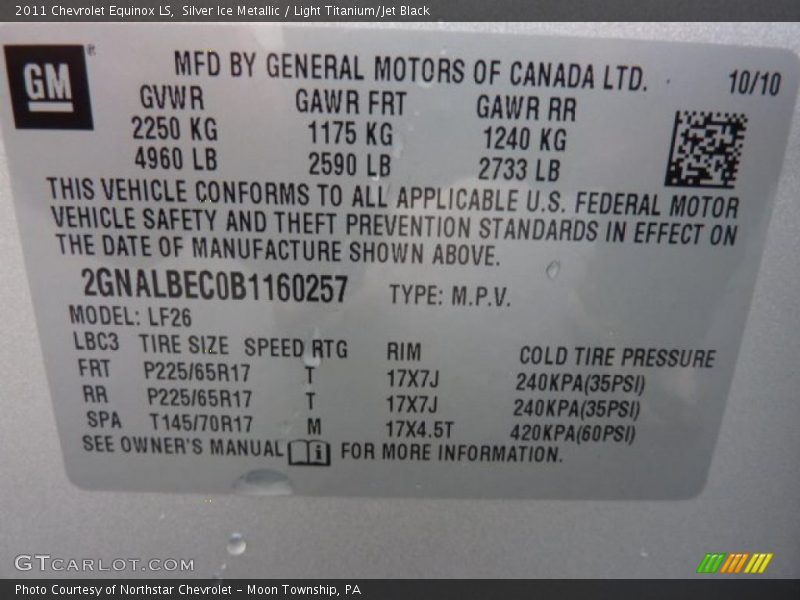 2011 Chevrolet Equinox LS,  Silver Ice Metallic / Light Titanium/Jet Black
GM
®
MFD BY GENERAL MOTORS OF CANADA LTD.
10/10
GVWR GAWR FRT GAWR RR
2250 KG 1175 KG 1240 KG
4960 LB 2590 LB 2733 LB
THIS VEHICLE CONFORMS TO ALL APPLICABLE U.S. FEDERAL MOTOR
VEHICLE SAFETY AND THEFT PREVENTION STANDARDS IN EFFECT ON
THE DATE OF MANUFACTURE SHOWN ABOVE.
2GNALBEC0B1160257 TYPE: M.P.V.
MODEL: LF26
LBC3 TIRE SIZE SPEED RTG RIM COLD TIRE PRESSURE
FRT P225/65R17 T 17X7J 240KPA(35PSI)
RR P225/65R17 T 17X7J 240KPA(35PSI)
SPA T145/70R17 M 17X4.5T 420KPA(60PSI)
SEE OWNER'S MANUAL i FOR MORE INFORMATION.
GTCARLOT.COM
Photo Courtesy of Northstar Chevrolet - Moon Township, PA